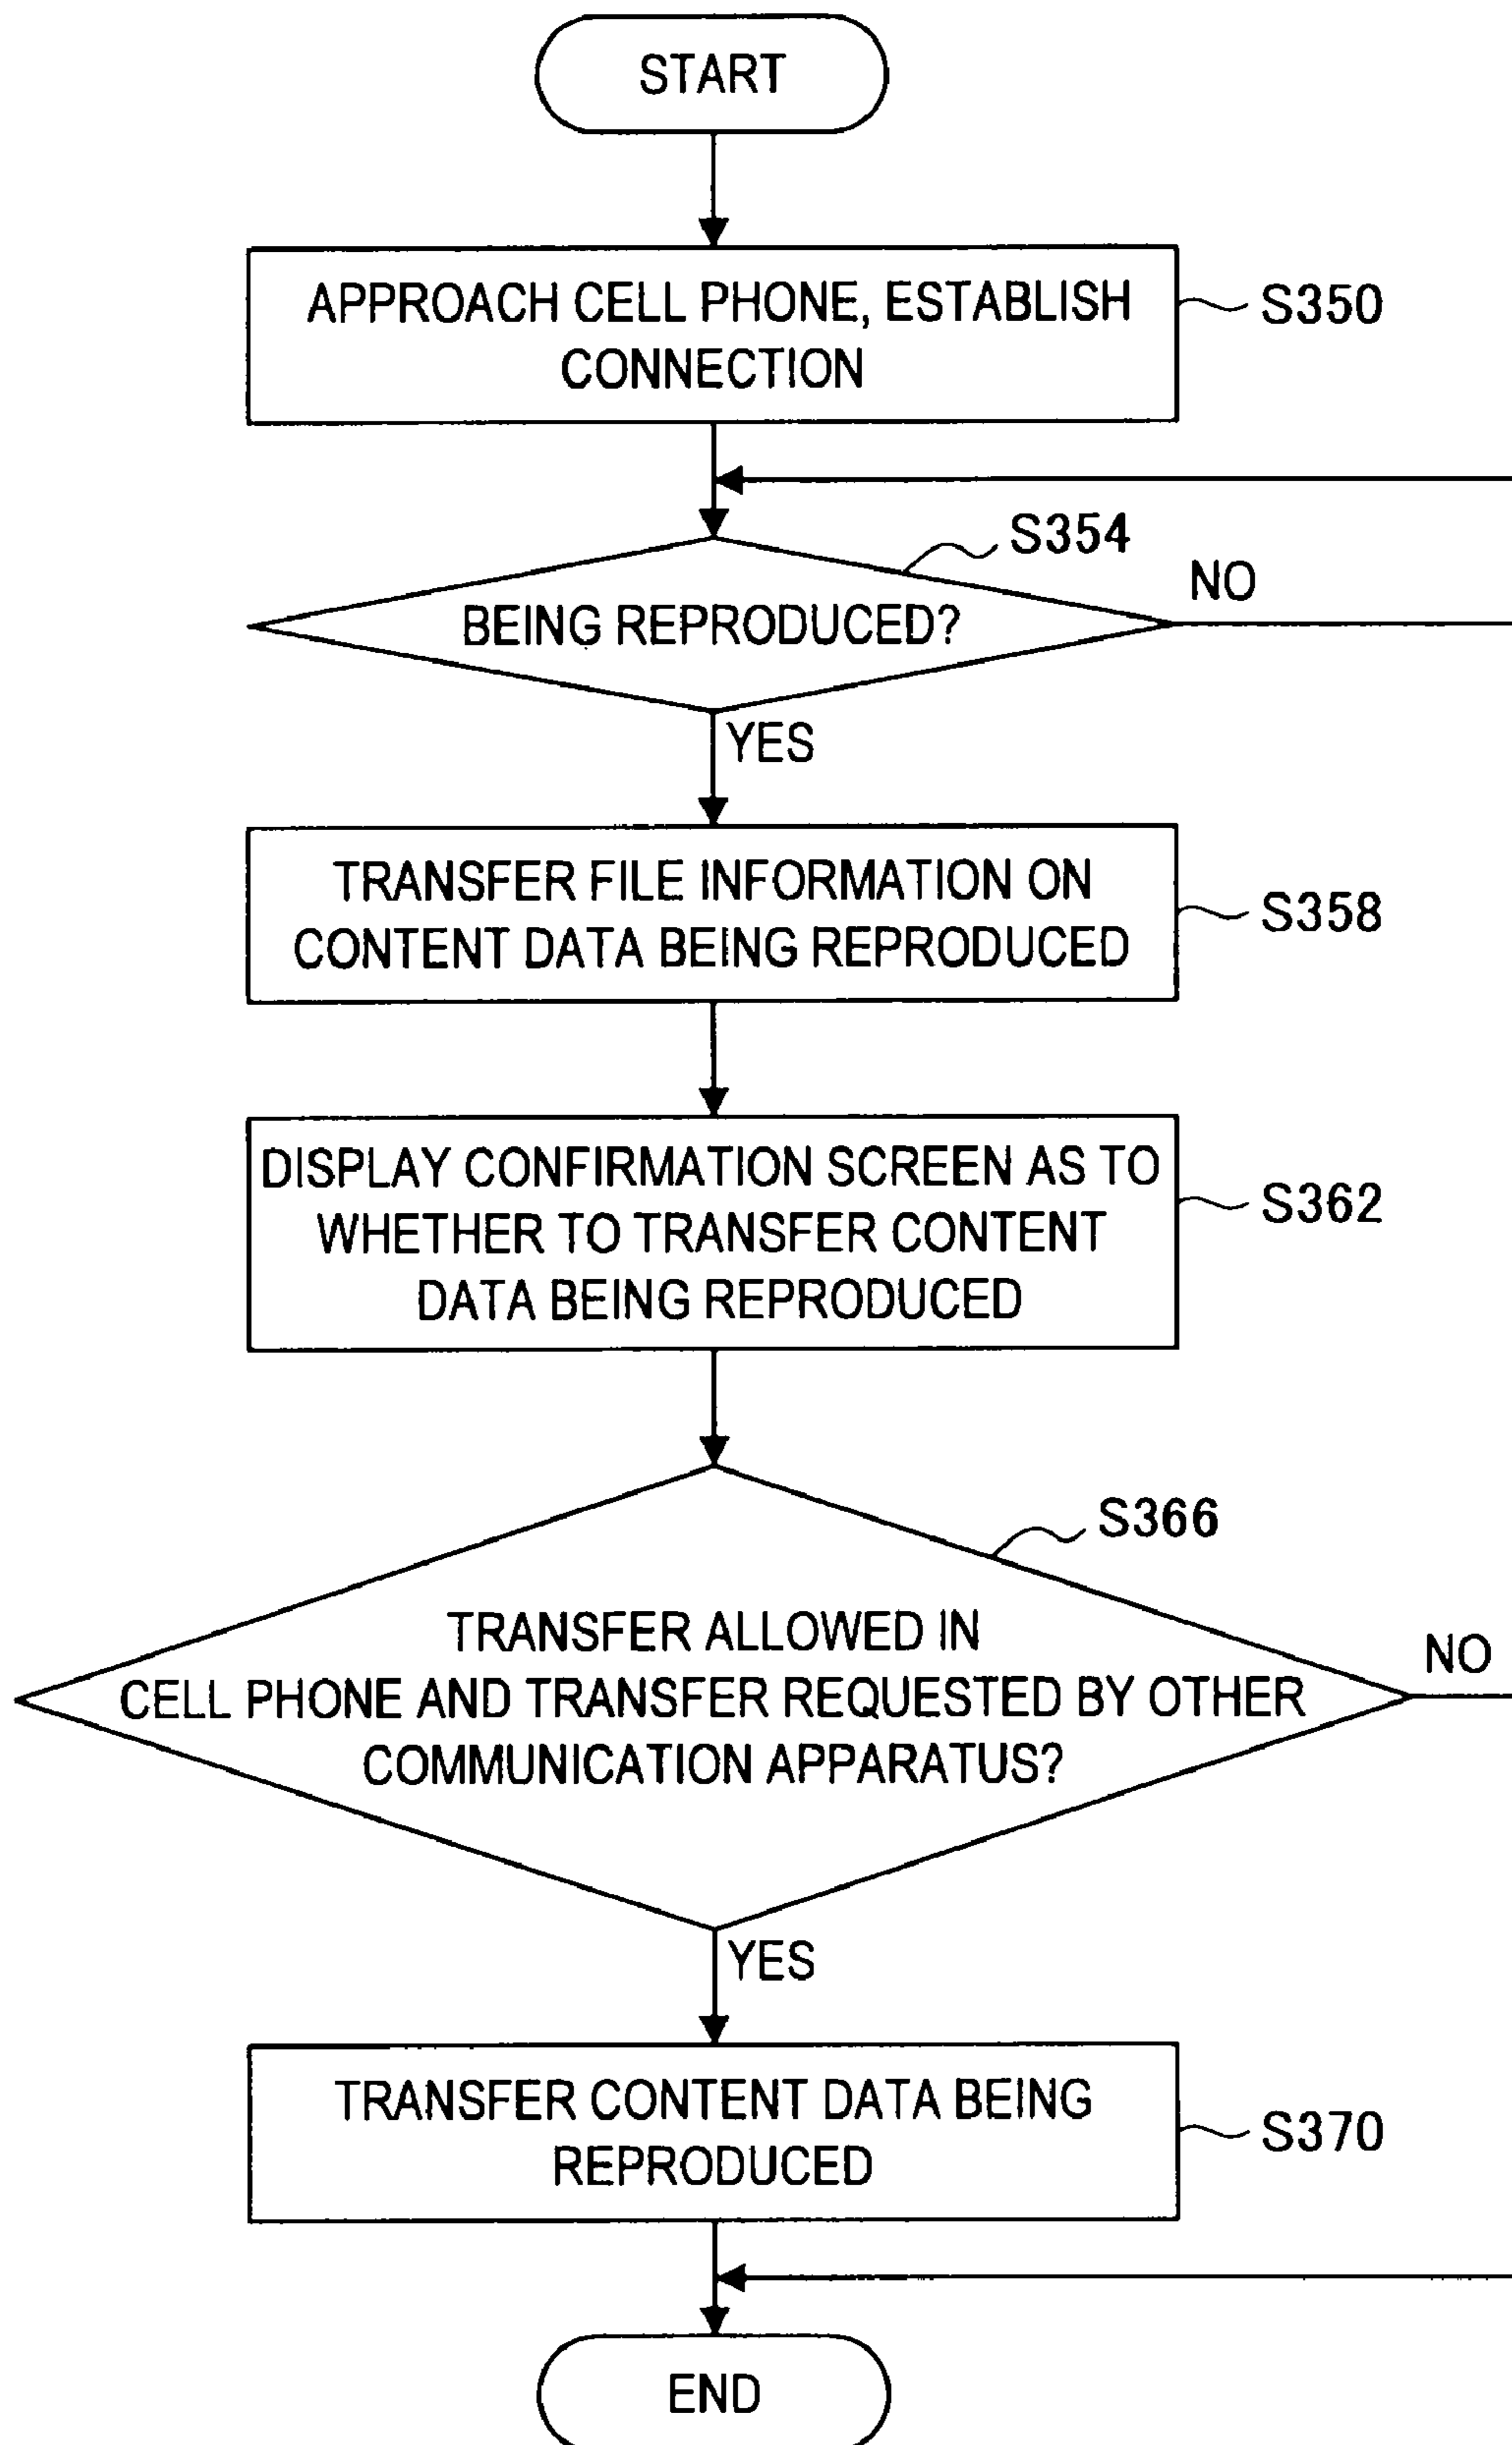 START
APPROACH CELL PHONE, ESTABLISH
CONNECTION
S350
S354
NO
BEING REPRODUCED?
YES
TRANSFER FILE INFORMATION ON
CONTENT DATA BEING REPRODUCED
S358
DISPLAY CONFIRMATION SCREEN AS TO
WHETHER TO TRANSFER CONTENT
DATA BEING REPRODUCED
S362
S366
TRANSFER ALLOWED IN
CELL PHONE AND TRANSFER REQUESTED BY OTHER
COMMUNICATION APPARATUS?
NO
YES
TRANSFER CONTENT DATA BEING
REPRODUCED
S370
END